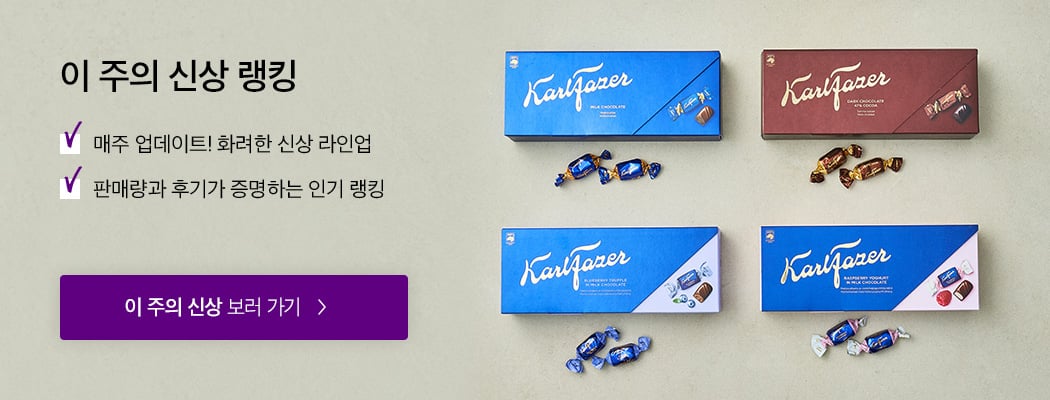 이 주의 신상 랭킹
매주 업데이트! 화려한 신상 라인업
판매량과 후기가 증명하는 인기 랭킹
이 주의 신상 보러 가기
Karl Fazer
MILK CHOCOLATE
Karl Fazer
DARK CHOCOLATE
47% COCOA
Karl Fazer
BLUEBERRY TRUFFLE
IN MILK CHOCOLATE
Karl Fazer
RASPBERRY YOGHURT
IN MILK CHOCOLATE